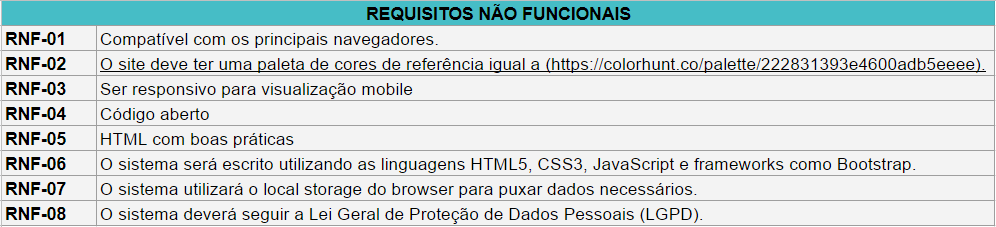 REQUISITOS NÃO FUNCIONAIS
RNF-01 Compatível com os principais navegadores.
RNF-02 O site deve ter uma paleta de cores de referência igual a (https://colorhunt.co/palette/222831393e4600adb5eeee).
RNF-03 Ser responsivo para visualização mobile
RNF-04 Código aberto
RNF-05 HTML com boas práticas
RNF-06 O sistema será escrito utilizando as linguagens HTML5, CSS3, JavaScript e frameworks como Bootstrap.
RNF-07 O sistema utilizará o local storage do browser para puxar dados necessários.
RNF-08 O sistema deverá seguir a Lei Geral de Proteção de Dados Pessoais (LGPD).